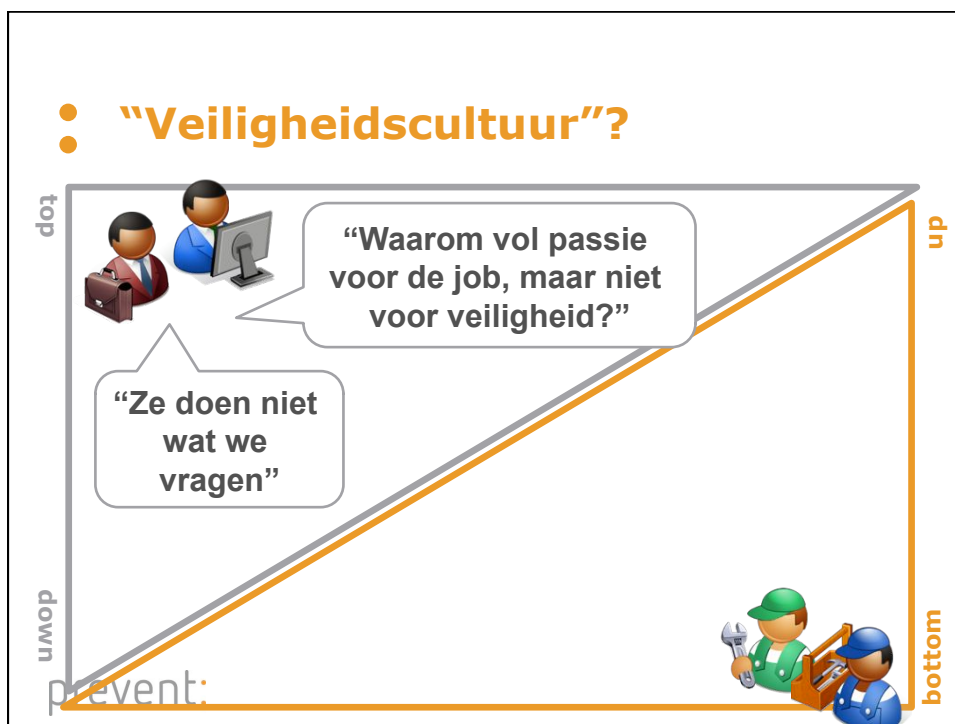 “Veiligheidscultuur”?
top
up
“Waarom vol passie
voor de job, maar niet
voor veiligheid?”
“Ze doen niet
wat we
vragen”
down
bottom
prevent: